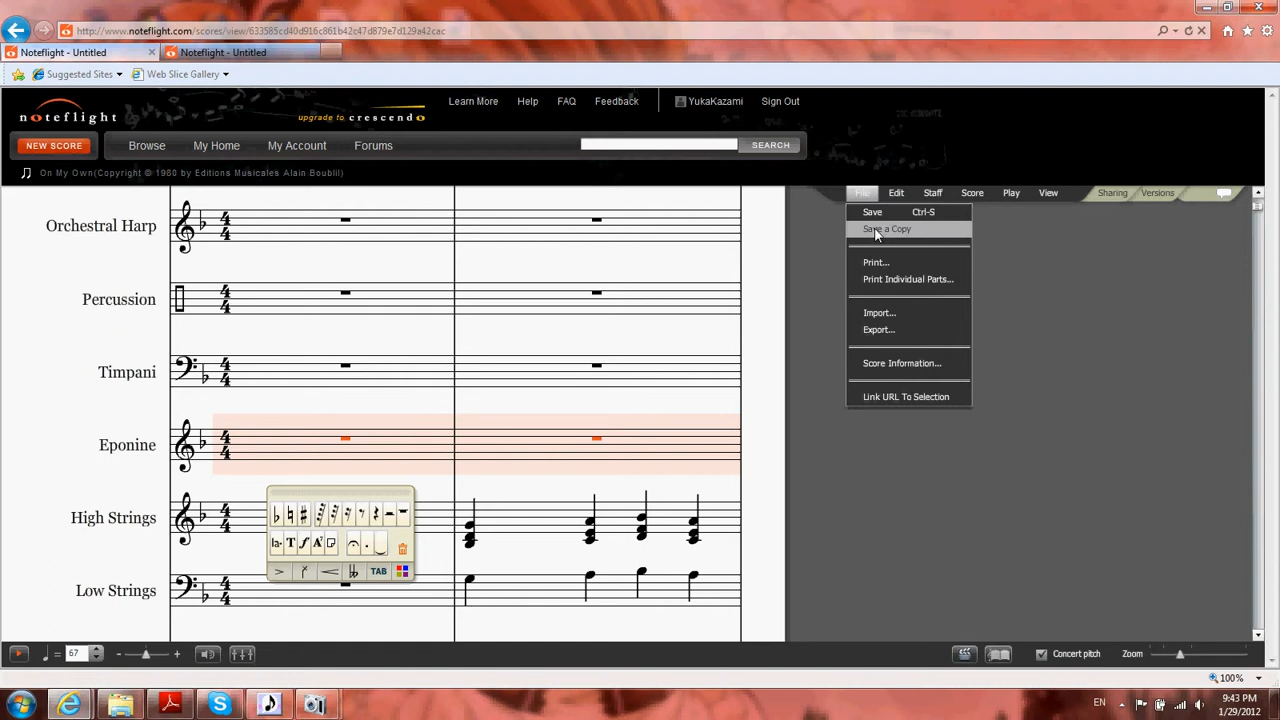 http://www.noteflight.com/scores/view/633585cd40d916c861b42c47d879e7d129a42cac
Noteflight - Untitled
Noteflight - Untitled
Suggested Sites
Web Slice Gallery
noteflight
upgrade to crescendo
Learn More
Help
FAQ
Feedback
YukaKazami
Sign Out
NEW SCORE
Browse
My Home
My Account
Forums
SEARCH
On My Own(Copyright © 1980 by Editions Musicales Alain Boublil)
File
Edit
Staff
Score
Play
View
Sharing
Versions
Save Ctrl-S
Save a Copy
Print...
Print Individual Parts...
Import...
Export...
Score Information...
Link URL To Selection
Orchestral Harp
Percussion
Timpani
Eponine
High Strings
Low Strings
la-
T
TAB
= 67
- +
Concert pitch
Zoom
- +
100%
EN
9:43 PM
1/29/2012